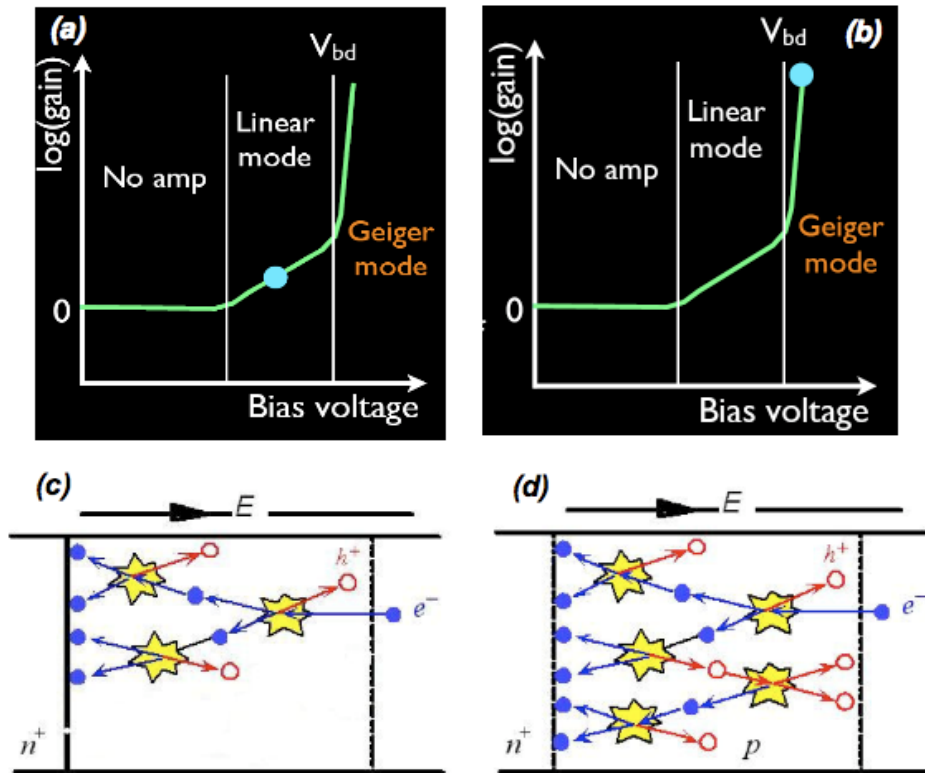 (a)
V_bd
log(gain)
Linear
mode
No amp
Geiger
mode
0
Bias voltage
(b)
V_bd
log(gain)
Linear
mode
No amp
Geiger
mode
0
Bias voltage
(c)
E
h⁺
e⁻
n⁺
(d)
E
h⁺
e⁻
n⁺
p